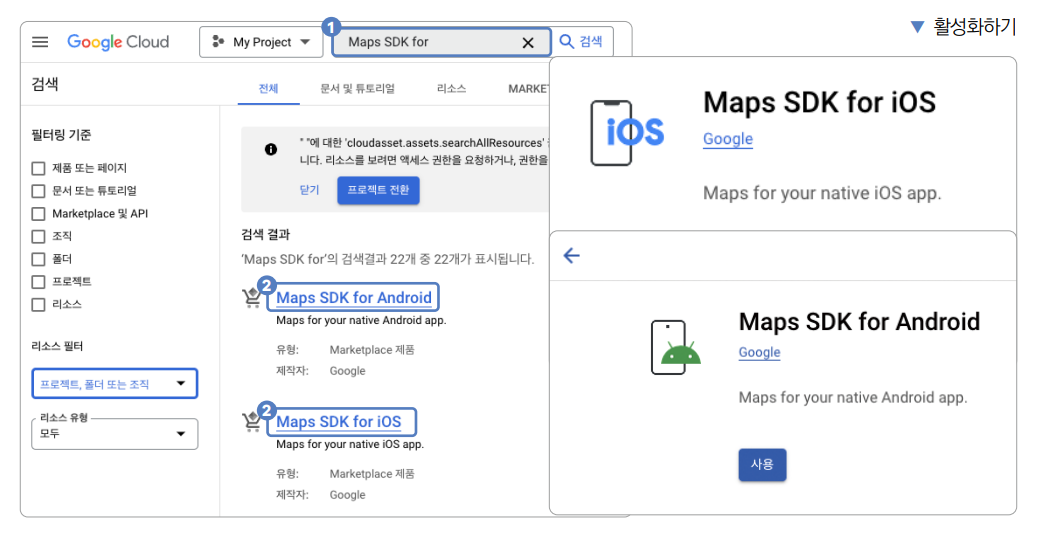 ▼ 활성화하기
Google Cloud
My Project
1
Maps SDK for
검색
검색
전체
문서 및 튜토리얼
리소스
MARKE
필터링 기준
제품 또는 페이지
문서 또는 튜토리얼
Marketplace 및 API
조직
폴더
프로젝트
리소스
리소스 필터
프로젝트, 폴더 또는 조직
리소스 유형
모두
" "에 대한 'cloudasset.assets.searchAllResources'
니다. 리소스를 보려면 액세스 권한을 요청하거나, 권한을
닫기
프로젝트 전환
검색 결과
'Maps SDK for'의 검색결과 22개 중 22개가 표시됩니다.
2
Maps SDK for Android
Maps for your native Android app.
유형: Marketplace 제품
제작자: Google
2
Maps SDK for iOS
Maps for your native iOS app.
유형: Marketplace 제품
제작자: Google
iOS
Maps SDK for iOS
Google
Maps for your native iOS app.
Maps SDK for Android
Google
Maps for your native Android app.
사용